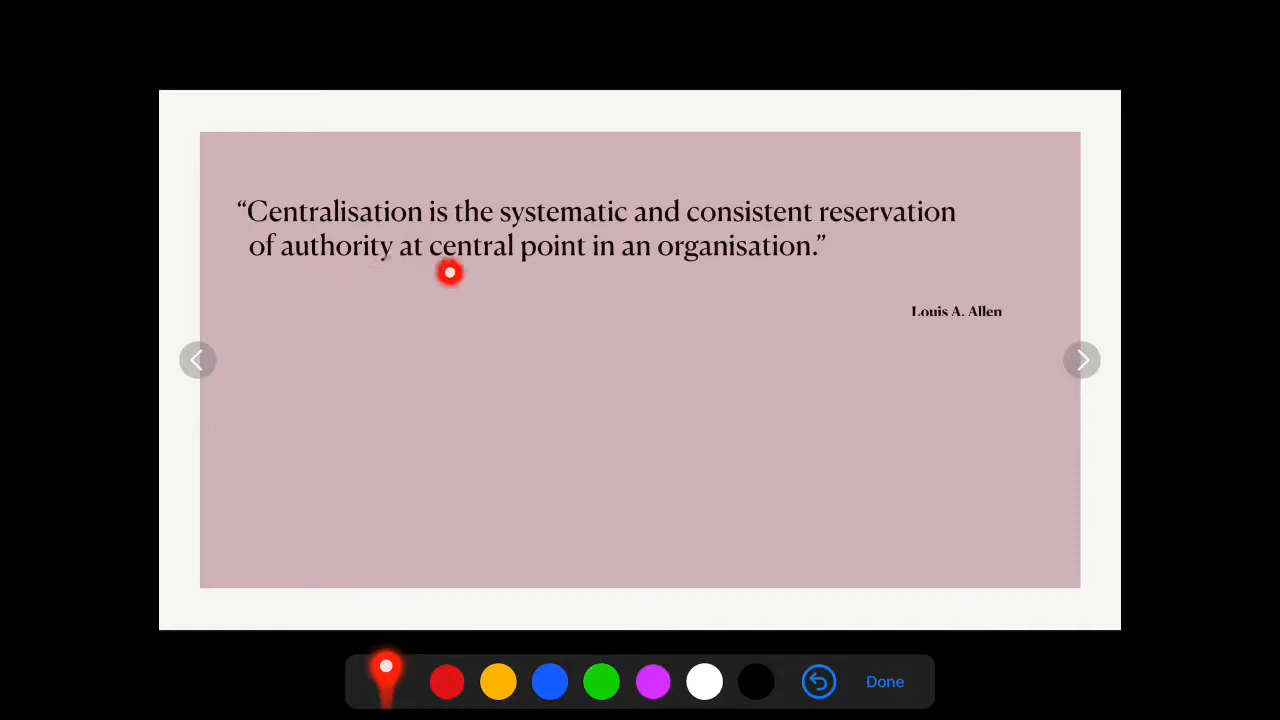 “Centralisation is the systematic and consistent reservation
of authority at central point in an organisation.”
Louis A. Allen
Done